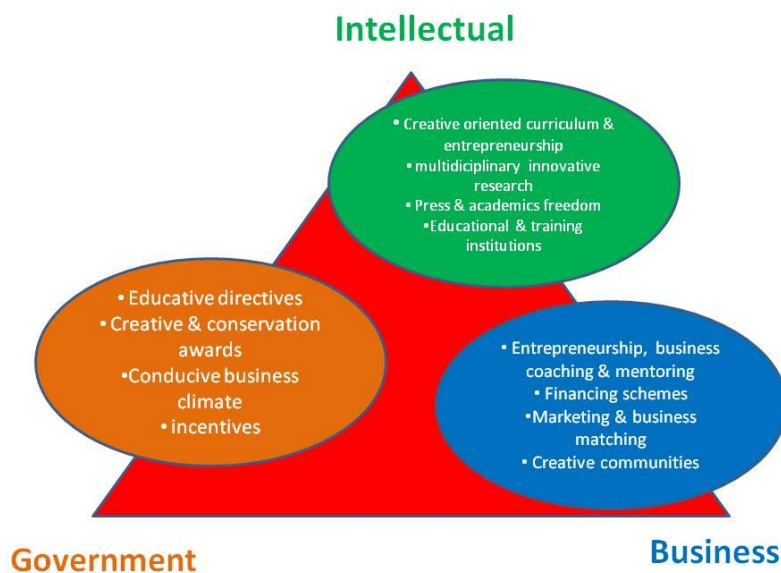 Intellectual
• Creative oriented curriculum &
entrepreneurship
• multidiciplinary innovative
research
• Press & academics freedom
•Educational & training
institutions
• Educative directives
• Creative & conservation
awards
•Conducive business
climate
• incentives
• Entrepreneurship, business
coaching & mentoring
• Financing schemes
• Marketing & business
matching
• Creative communities
Government
Business